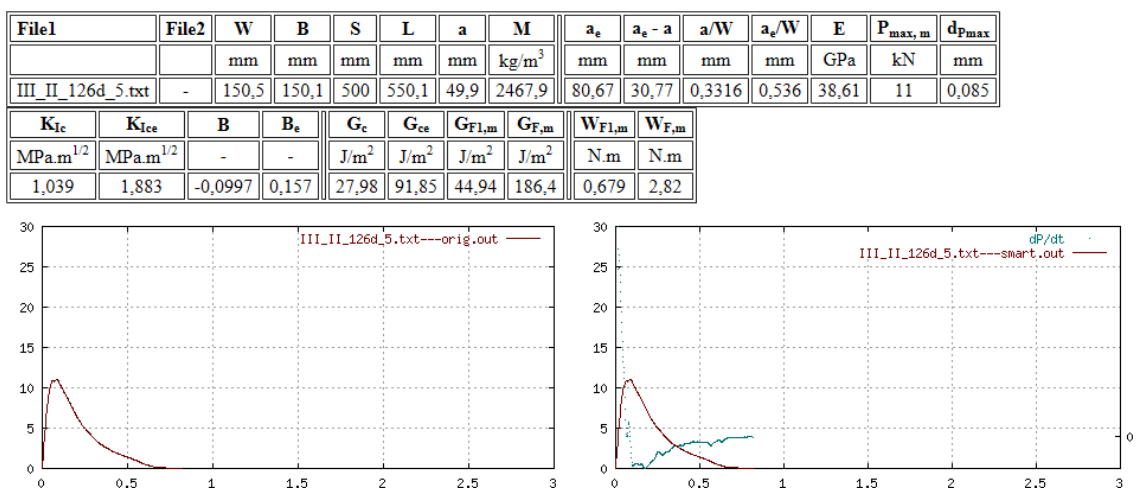 File1 File2 W B S L a M a_e a_e - a a/W a_e/W E P_max, m d_Pmax
mm mm mm mm mm kg/m³ mm mm mm mm GPa kN mm
III_II_126d_5.txt - 150,5 150,1 500 550,1 49,9 2467,9 80,67 30,77 0,3316 0,536 38,61 11 0,085
K_Ic K_Ice B B_e G_c G_ce G_F1,m G_F,m W_F1,m W_F,m
MPa.m^1/2 MPa.m^1/2 - - J/m² J/m² J/m² J/m² N.m N.m
1,039 1,883 -0,0997 0,157 27,98 91,85 44,94 186,4 0,679 2,82
III_II_126d_5.txt---orig.out
30
25
20
15
10
5
0
0 0.5 1 1.5 2 2.5 3
dP/dt
III_II_126d_5.txt---smart.out
30
25
20
15
10
5
0
0
0 0.5 1 1.5 2 2.5 3